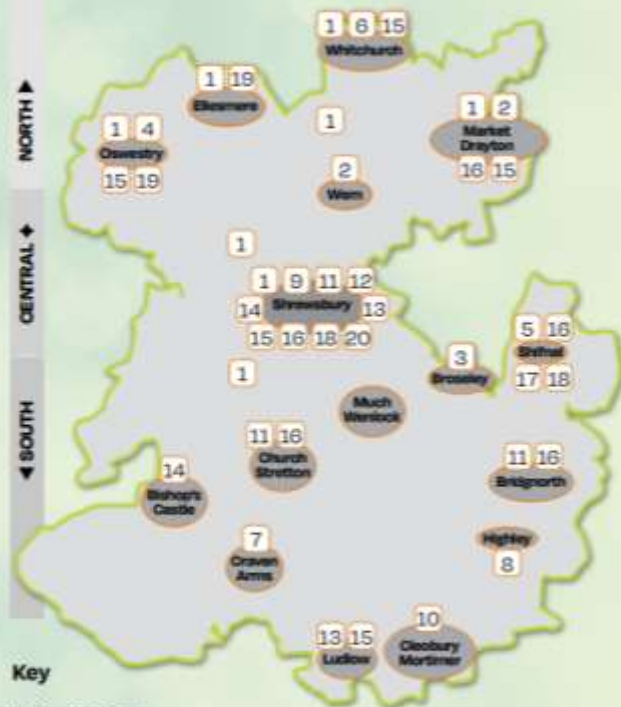 1 6 15
Whitchurch
1 19
Ellesmere
1
1 2
Market
Drayton
16 15
1 4
Oswestry
15 19
2
Wem
1
1 9 11 12
14 Shrewsbury 13
15 16 18 20
5 16
Shifnal
17 18
3
Broseley
1
Much
Wenlock
11 16
Church
Stretton
11 16
Bridgnorth
14
Bishop's
Castle
7
Craven
Arms
Highley
8
13 15
Ludlow
10
Cleobury
Mortimer
NORTH
CENTRAL
SOUTH
Key